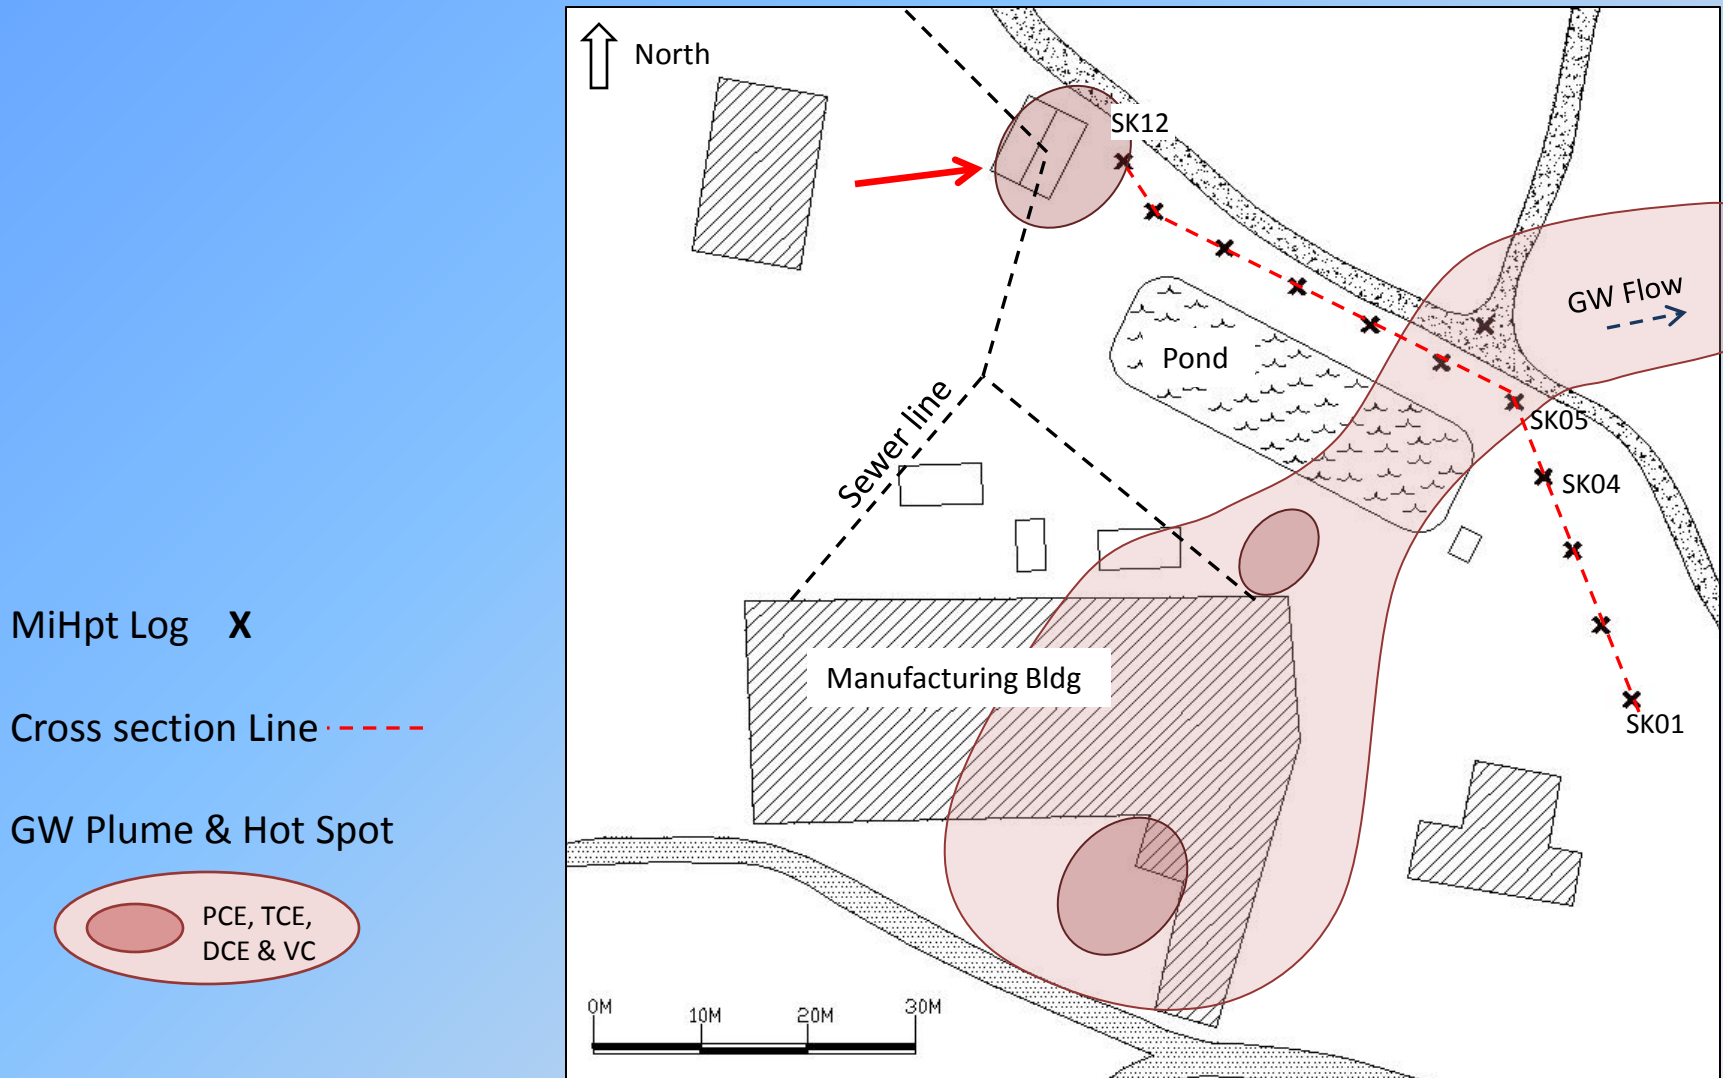 North
SK12
GW Flow
Pond
SK05
Sewer line
SK04
MiHpt Log X
Manufacturing Bldg
SK01
Cross section Line
GW Plume & Hot Spot
PCE, TCE,
DCE & VC
0M 10M 20M 30M